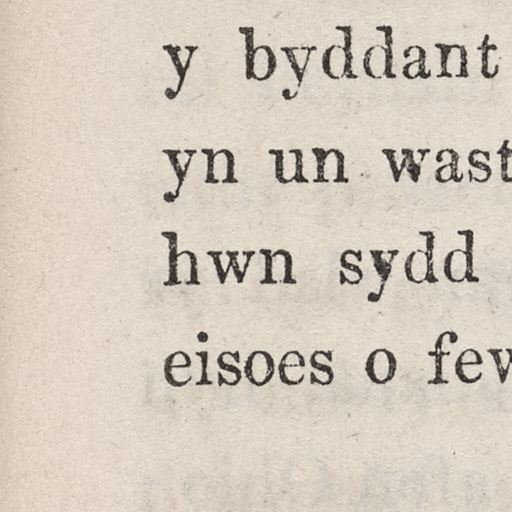 y byddant
yn un wast
hwn sydd
eisoes o few